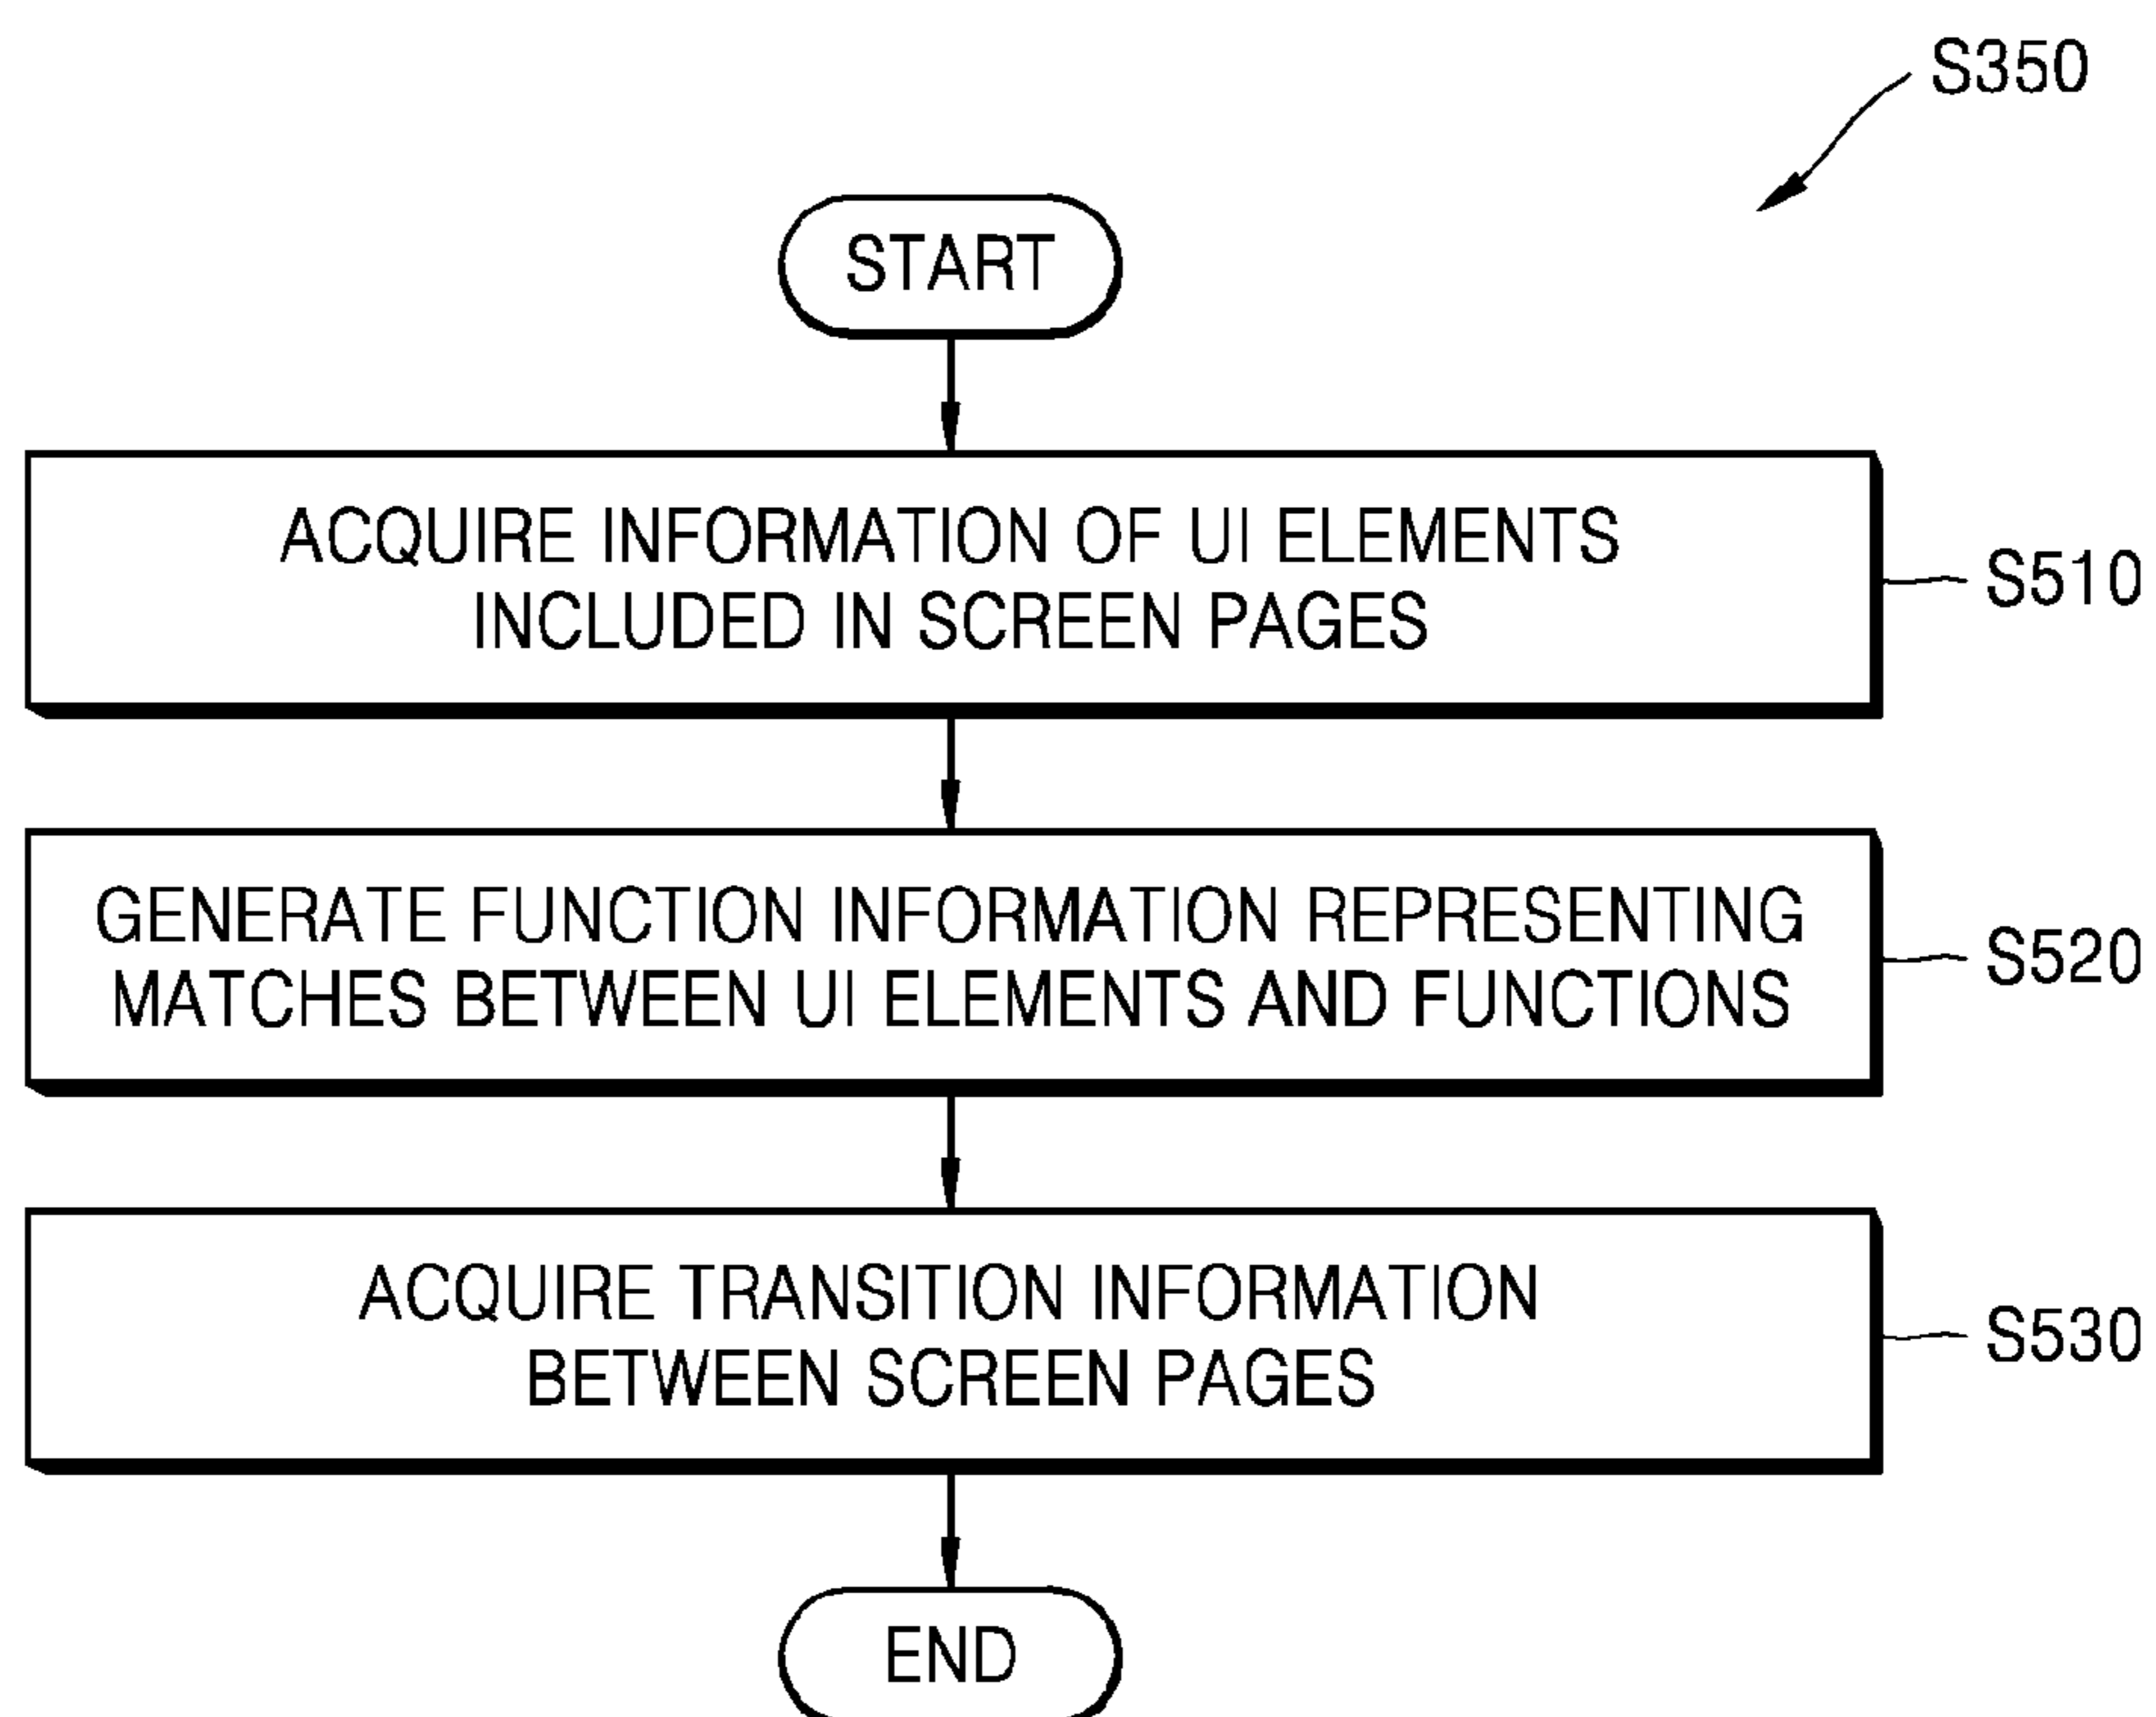 S350
START
ACQUIRE INFORMATION OF UI ELEMENTS
INCLUDED IN SCREEN PAGES
S510
GENERATE FUNCTION INFORMATION REPRESENTING
MATCHES BETWEEN UI ELEMENTS AND FUNCTIONS
S520
ACQUIRE TRANSITION INFORMATION
BETWEEN SCREEN PAGES
S530
END